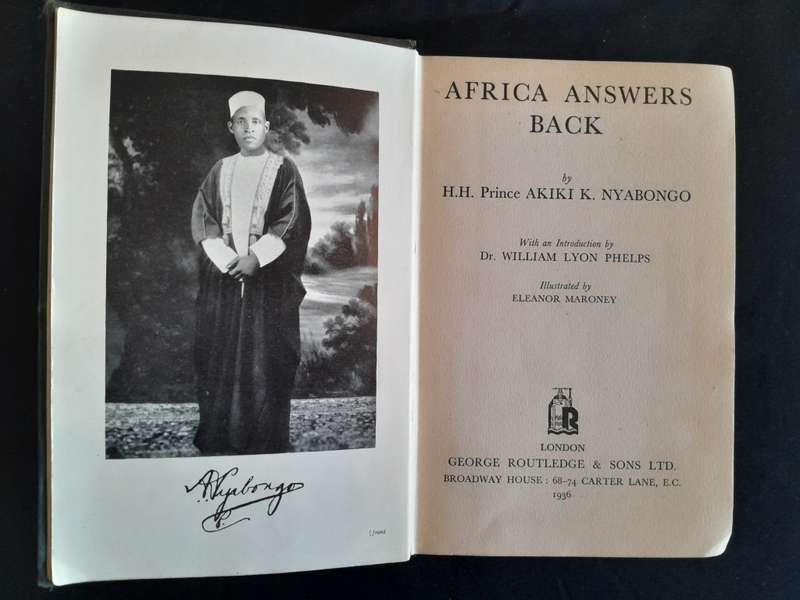 A. Nyabongo
AFRICA ANSWERS
BACK
by
H.H. Prince AKIKI K. NYABONGO
With an Introduction by
Dr. WILLIAM LYON PHELPS
Illustrated by
ELEANOR MARONEY
R
LONDON
GEORGE ROUTLEDGE & SONS LTD.
BROADWAY HOUSE : 68-74 CARTER LANE, E.C.
1936